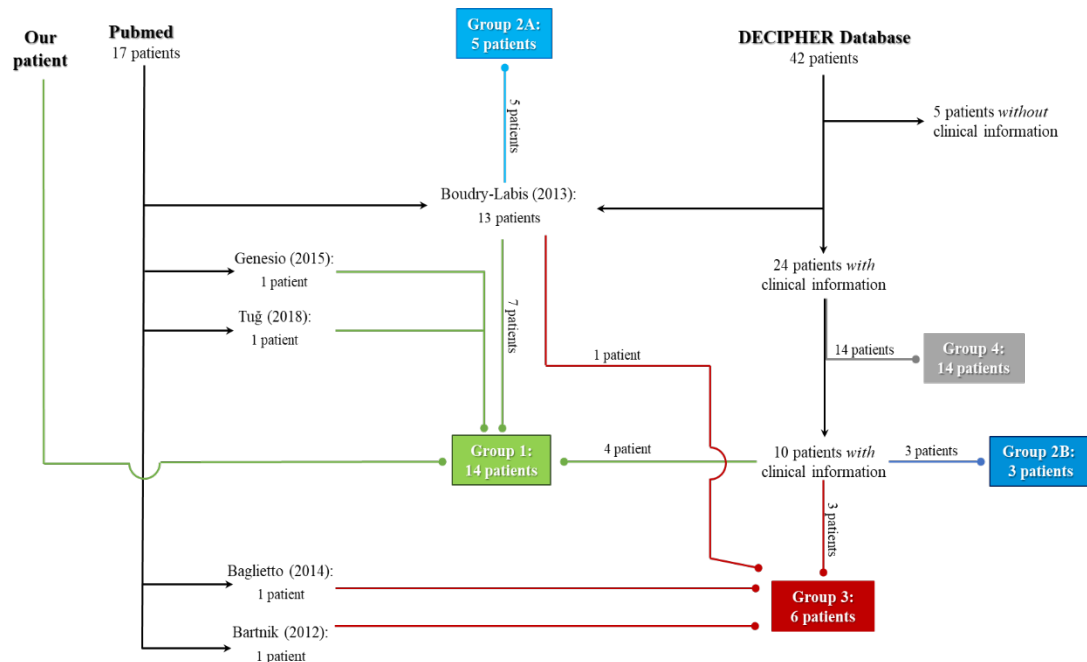 Our
patient
Pubmed
17 patients
Group 2A:
5 patients
DECIPHER Database
42 patients
5 patients
5 patients without
clinical information
Boudry-Labis (2013):
13 patients
Genesio (2015):
1 patient
24 patients with
clinical information
Tuğ (2018):
1 patient
7 patients
1 patient
14 patients
Group 4:
14 patients
Group 1:
14 patients
4 patient
10 patients with
clinical information
3 patients
Group 2B:
3 patients
3 patients
Baglietto (2014):
1 patient
Group 3:
6 patients
Bartnik (2012):
1 patient